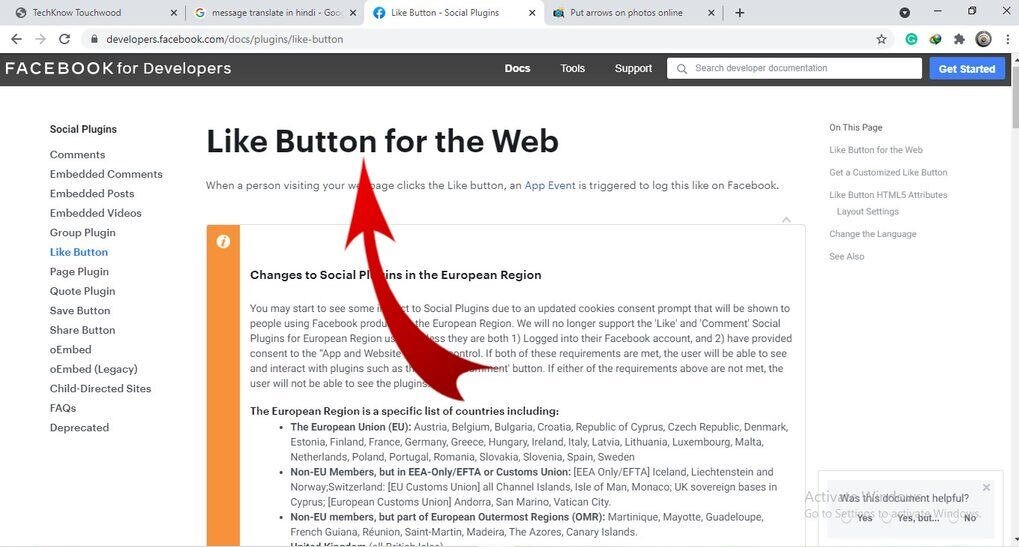 TechKnow Touchwood
message translate in hindi - Goo
Like Button - Social Plugins
Put arrows on photos online
developers.facebook.com/docs/plugins/like-button
FACEBOOK for Developers
Docs
Tools
Support
Search developer documentation
Get Started
Social Plugins
Comments
Embedded Comments
Embedded Posts
Embedded Videos
Group Plugin
Like Button
Page Plugin
Quote Plugin
Save Button
Share Button
oEmbed
oEmbed (Legacy)
Child-Directed Sites
FAQs
Deprecated
Like Button for the Web
When a person visiting your webpage clicks the Like button, an App Event is triggered to log this like on Facebook.
Changes to Social Plugins in the European Region
You may start to see some to Social Plugins due to an updated cookies consent prompt that will be shown to
people using Facebook the European Region. We will no longer support the 'Like' and 'Comment' Social
Plugins for European Region they are both 1) Logged into their Facebook account, and 2) have provided
consent to the "App and Website control. If both of these requirements are met, the user will be able to see
and interact with plugins such as button. If either of the requirements above are not met, the
user will not be able to see the plugins.
The European Region is a specific list of countries including:
• The European Union (EU): Austria, Belgium, Bulgaria, Croatia, Republic of Cyprus, Czech Republic, Denmark,
Estonia, Finland, France, Germany, Greece, Hungary, Ireland, Italy, Latvia, Lithuania, Luxembourg, Malta,
Netherlands, Poland, Portugal, Romania, Slovakia, Slovenia, Spain, Sweden
• Non-EU Members, but in EEA-Only/EFTA or Customs Union: [EEA Only/EFTA] Iceland, Liechtenstein and
Norway;Switzerland: [EU Customs Union] all Channel Islands, Isle of Man, Monaco; UK sovereign bases in
Cyprus; [European Customs Union] Andorra, San Marino, Vatican City.
• Non-EU members, but part of European Outermost Regions (OMR): Martinique, Mayotte, Guadeloupe,
French Guiana, Réunion, Saint-Martin, Madeira, The Azores, Canary Islands.
United Kingdom (all British Isles)
On This Page
Like Button for the Web
Get a Customized Like Button
Like Button HTML5 Attributes
Layout Settings
Change the Language
See Also
Was this document helpful?
Yes
Yes, but...
No
Activate Windows
Go to Settings to activate Windows.